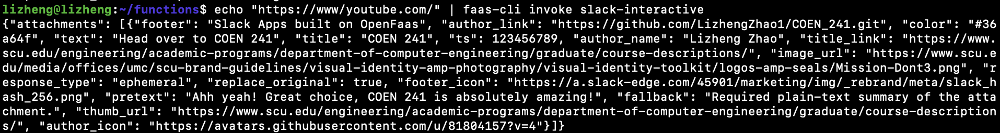 lizheng@lizheng:~/functions$ echo "https://www/youtube.com/" | faas-cli invoke slack-interactive
{"attachments": [{"footer": "Slack Apps built on OpenFaas", "author_link": "https://github.com/LizhengZhao1/COEN_241.git", "color": "#36
a64f", "text": "Head over to COEN 241", "title": "COEN 241", "ts": 123456789, "author_name": "Lizheng Zhao", "title_link": "https://www.
scu.edu/engineering/academic-programs/department-of-computer-engineering/graduate/course-descriptions/", "image_url": "https://www.scu.e
du/media/offices/umc/scu-brand-guidelines/visual-identity-amp-photography/visual-identity-toolkit/logos-amp-seals/Mission-Dont3.png", "r
esponse_type": "ephemeral", "replace_original": true, "footer_icon": "https://a.slack-edge.com/45901/marketing/img/_rebrand/meta/slack_h
ash_256.png", "pretext": "Ahh yeah! Great choice, COEN 241 is absolutely amazing!", "fallback": "Required plain-text summary of the atta
chment.", "thumb_url": "https://www.scu.edu/engineering/academic-programs/department-of-computer-engineering/graduate/course-description
s/", "author_icon": "https://avatars.githubusercontent.com/u/81804157?v=4"}]}